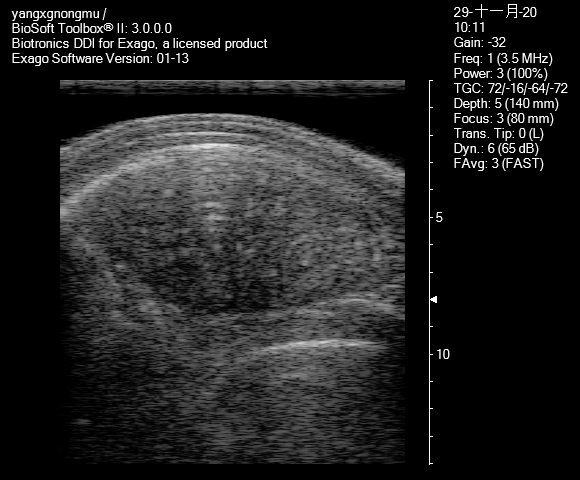 yangxgnongmu /
BioSoft Toolbox® II: 3.0.0.0
Biotronics DDI for Exago, a licensed product
Exago Software Version: 01-13
29-十一月-20
10:11
Gain: -32
Freq: 1 (3.5 MHz)
Power: 3 (100%)
TGC: 72/-16/-64/-72
Depth: 5 (140 mm)
Focus: 3 (80 mm)
Trans. Tip: 0 (L)
Dyn.: 6 (65 dB)
FAvg: 3 (FAST)
5
10